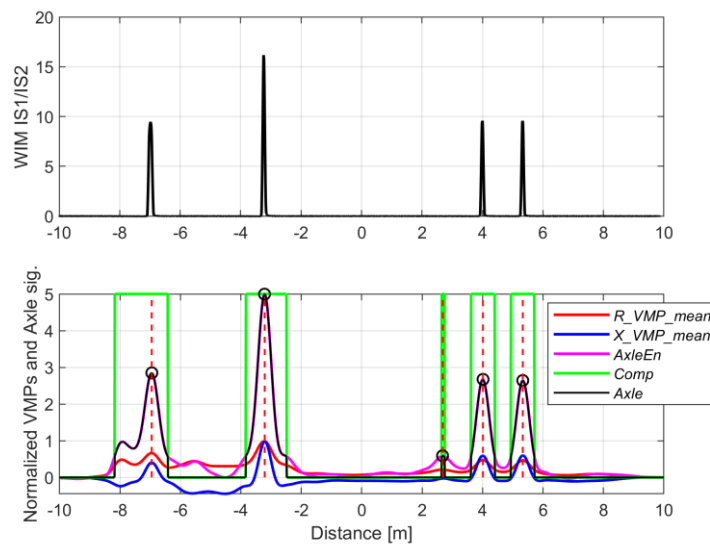 WIM IS1/IS2
20
15
10
5
0
-10 -8 -6 -4 -2 0 2 4 6 8 10
Normalized VMPs and Axle sig.
5
4
3
2
1
0
-10 -8 -6 -4 -2 0 2 4 6 8 10
Distance [m]
R_VMP_mean
X_VMP_mean
AxleEn
Comp
Axle